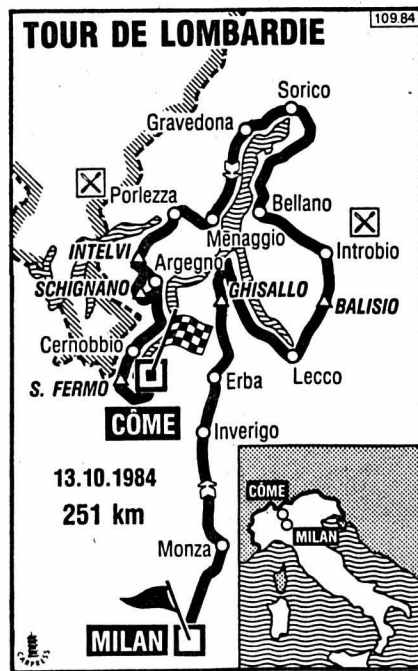 TOUR DE LOMBARDIE
109.84
Sorico
Gravedona
Porlezza
Bellano
Menaggio
Introbio
INTELVI
Argegno
SCHIGNANO
GHISALLO
BALISIO
Cernobbio
Lecco
S. FERMO
Erba
CÔME
Inverigo
13.10.1984
251 km
CÔME
MILAN
Monza
MILAN
CARPRESS